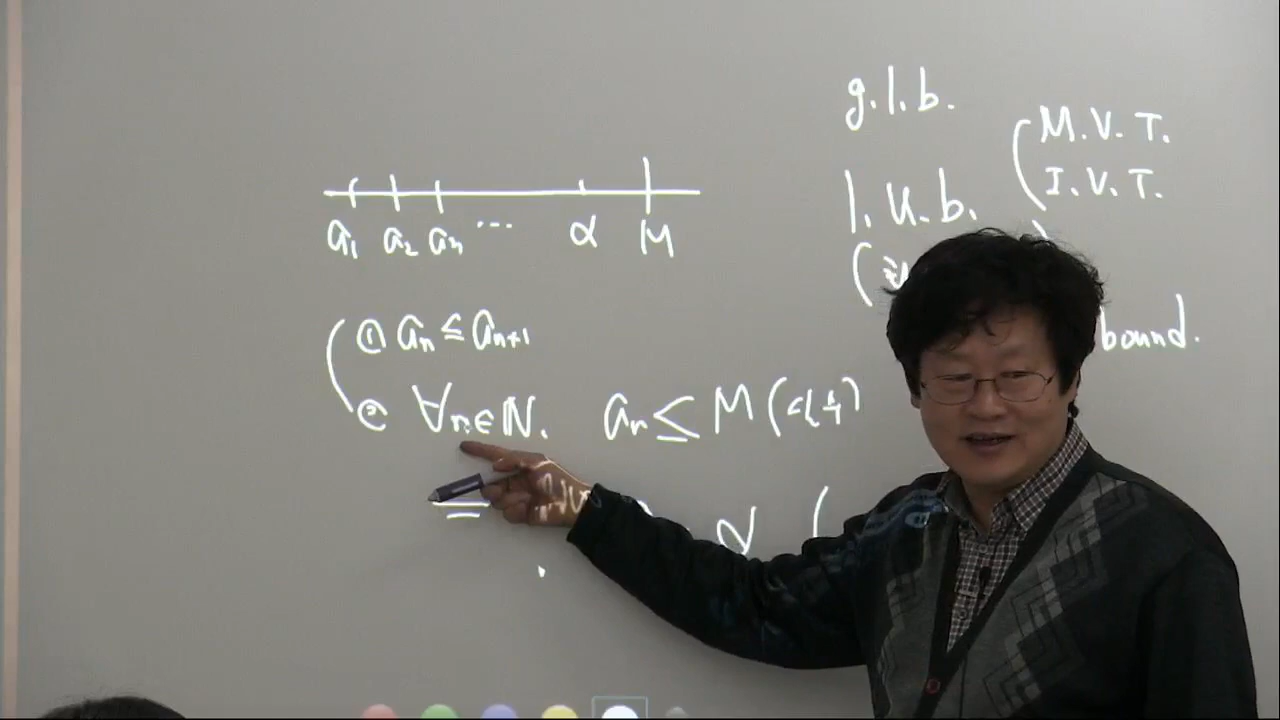 g.l.b.
M.V.T.
I.V.T.
l.u.b.
a₁ a₂ a₃ ... α M
bound.
① aₙ ≤ aₙ₊₁
② ∀n∈ℕ. aₙ ≤ M
α (